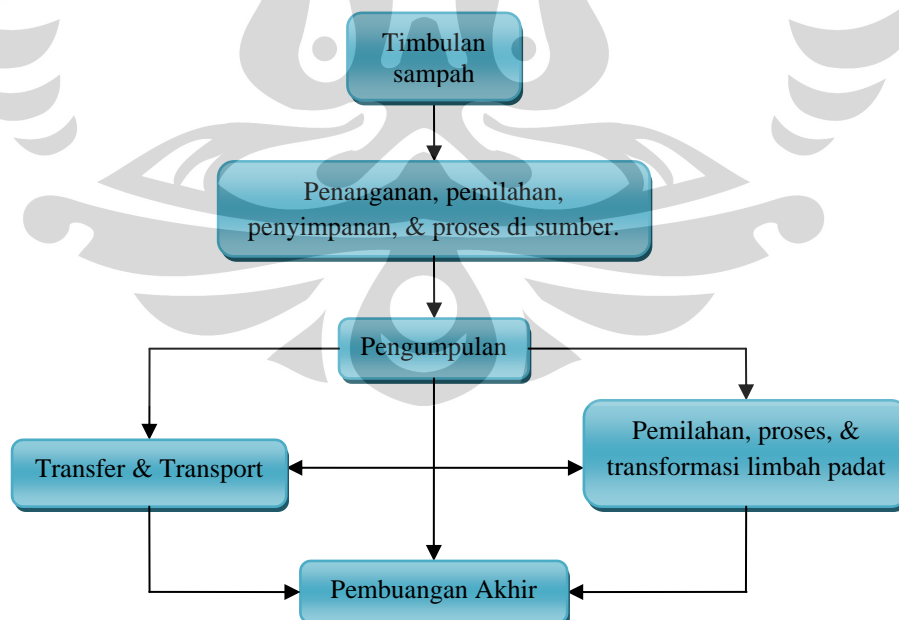 Timbulan
sampah
Penanganan, pemilahan,
penyimpanan, & proses di sumber.
Pengumpulan
Transfer & Transport
Pemilahan, proses, &
transformasi limbah padat
Pembuangan Akhir